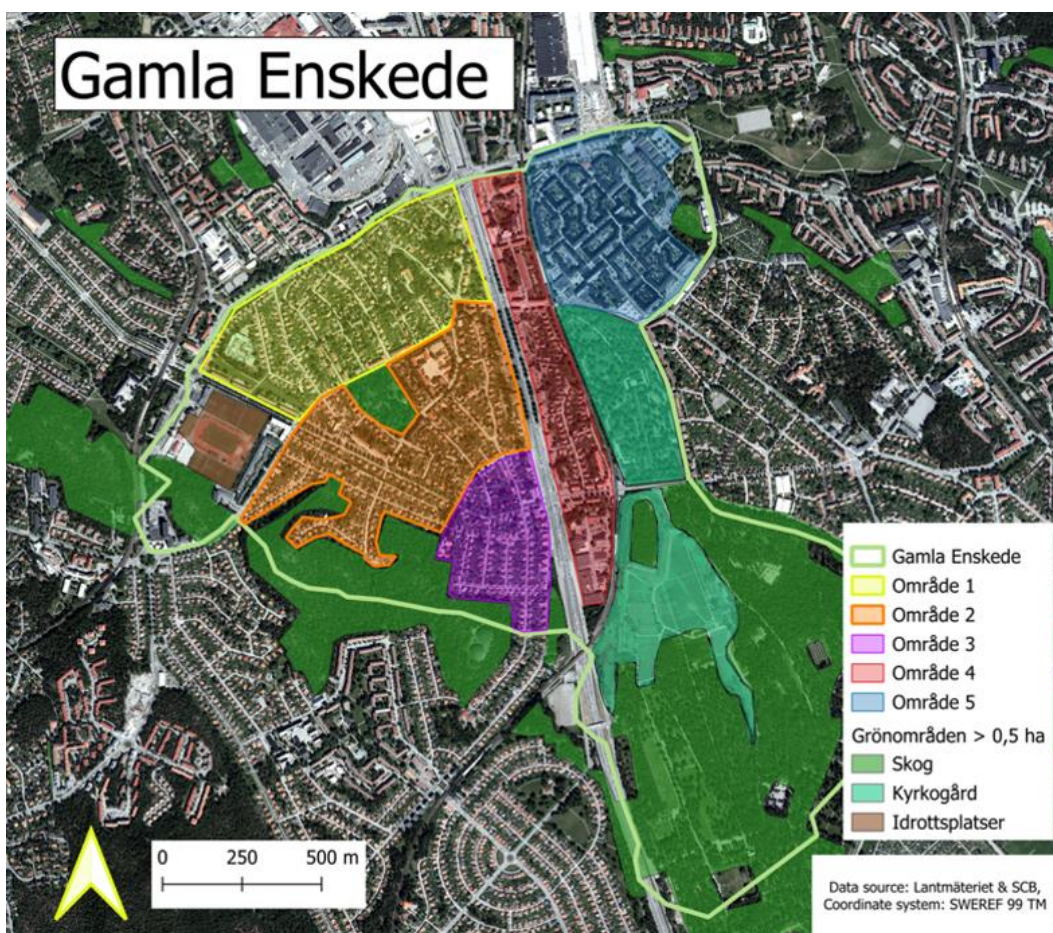 Gamla Enskede
Gamla Enskede
Område 1
Område 2
Område 3
Område 4
Område 5
Grönområden > 0,5 ha
Skog
Kyrkogård
Idrottsplatser
0 250 500 m
Data source: Lantmäteriet & SCB,
Coordinate system: SWEREF 99 TM